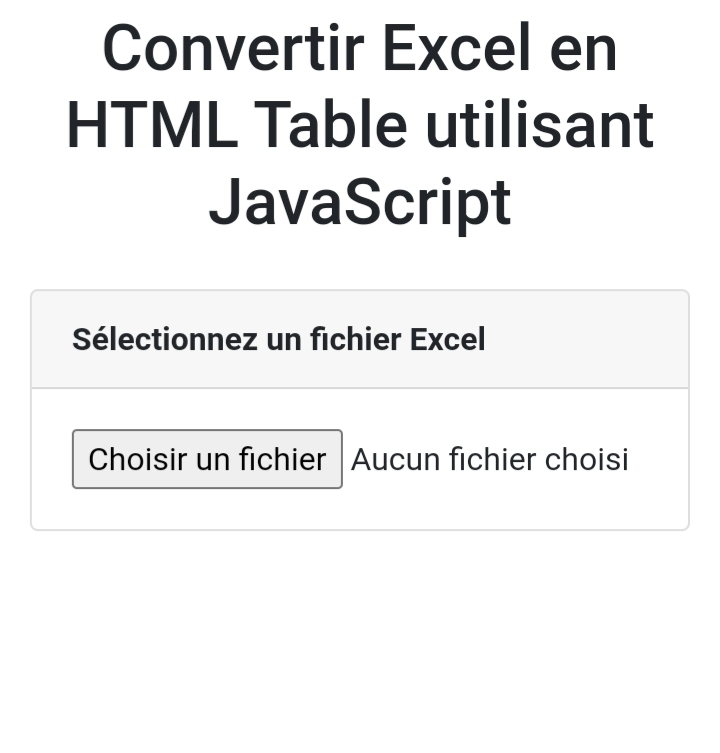 Convertir Excel en
HTML Table utilisant
JavaScript
Sélectionnez un fichier Excel
Choisir un fichier Aucun fichier choisi